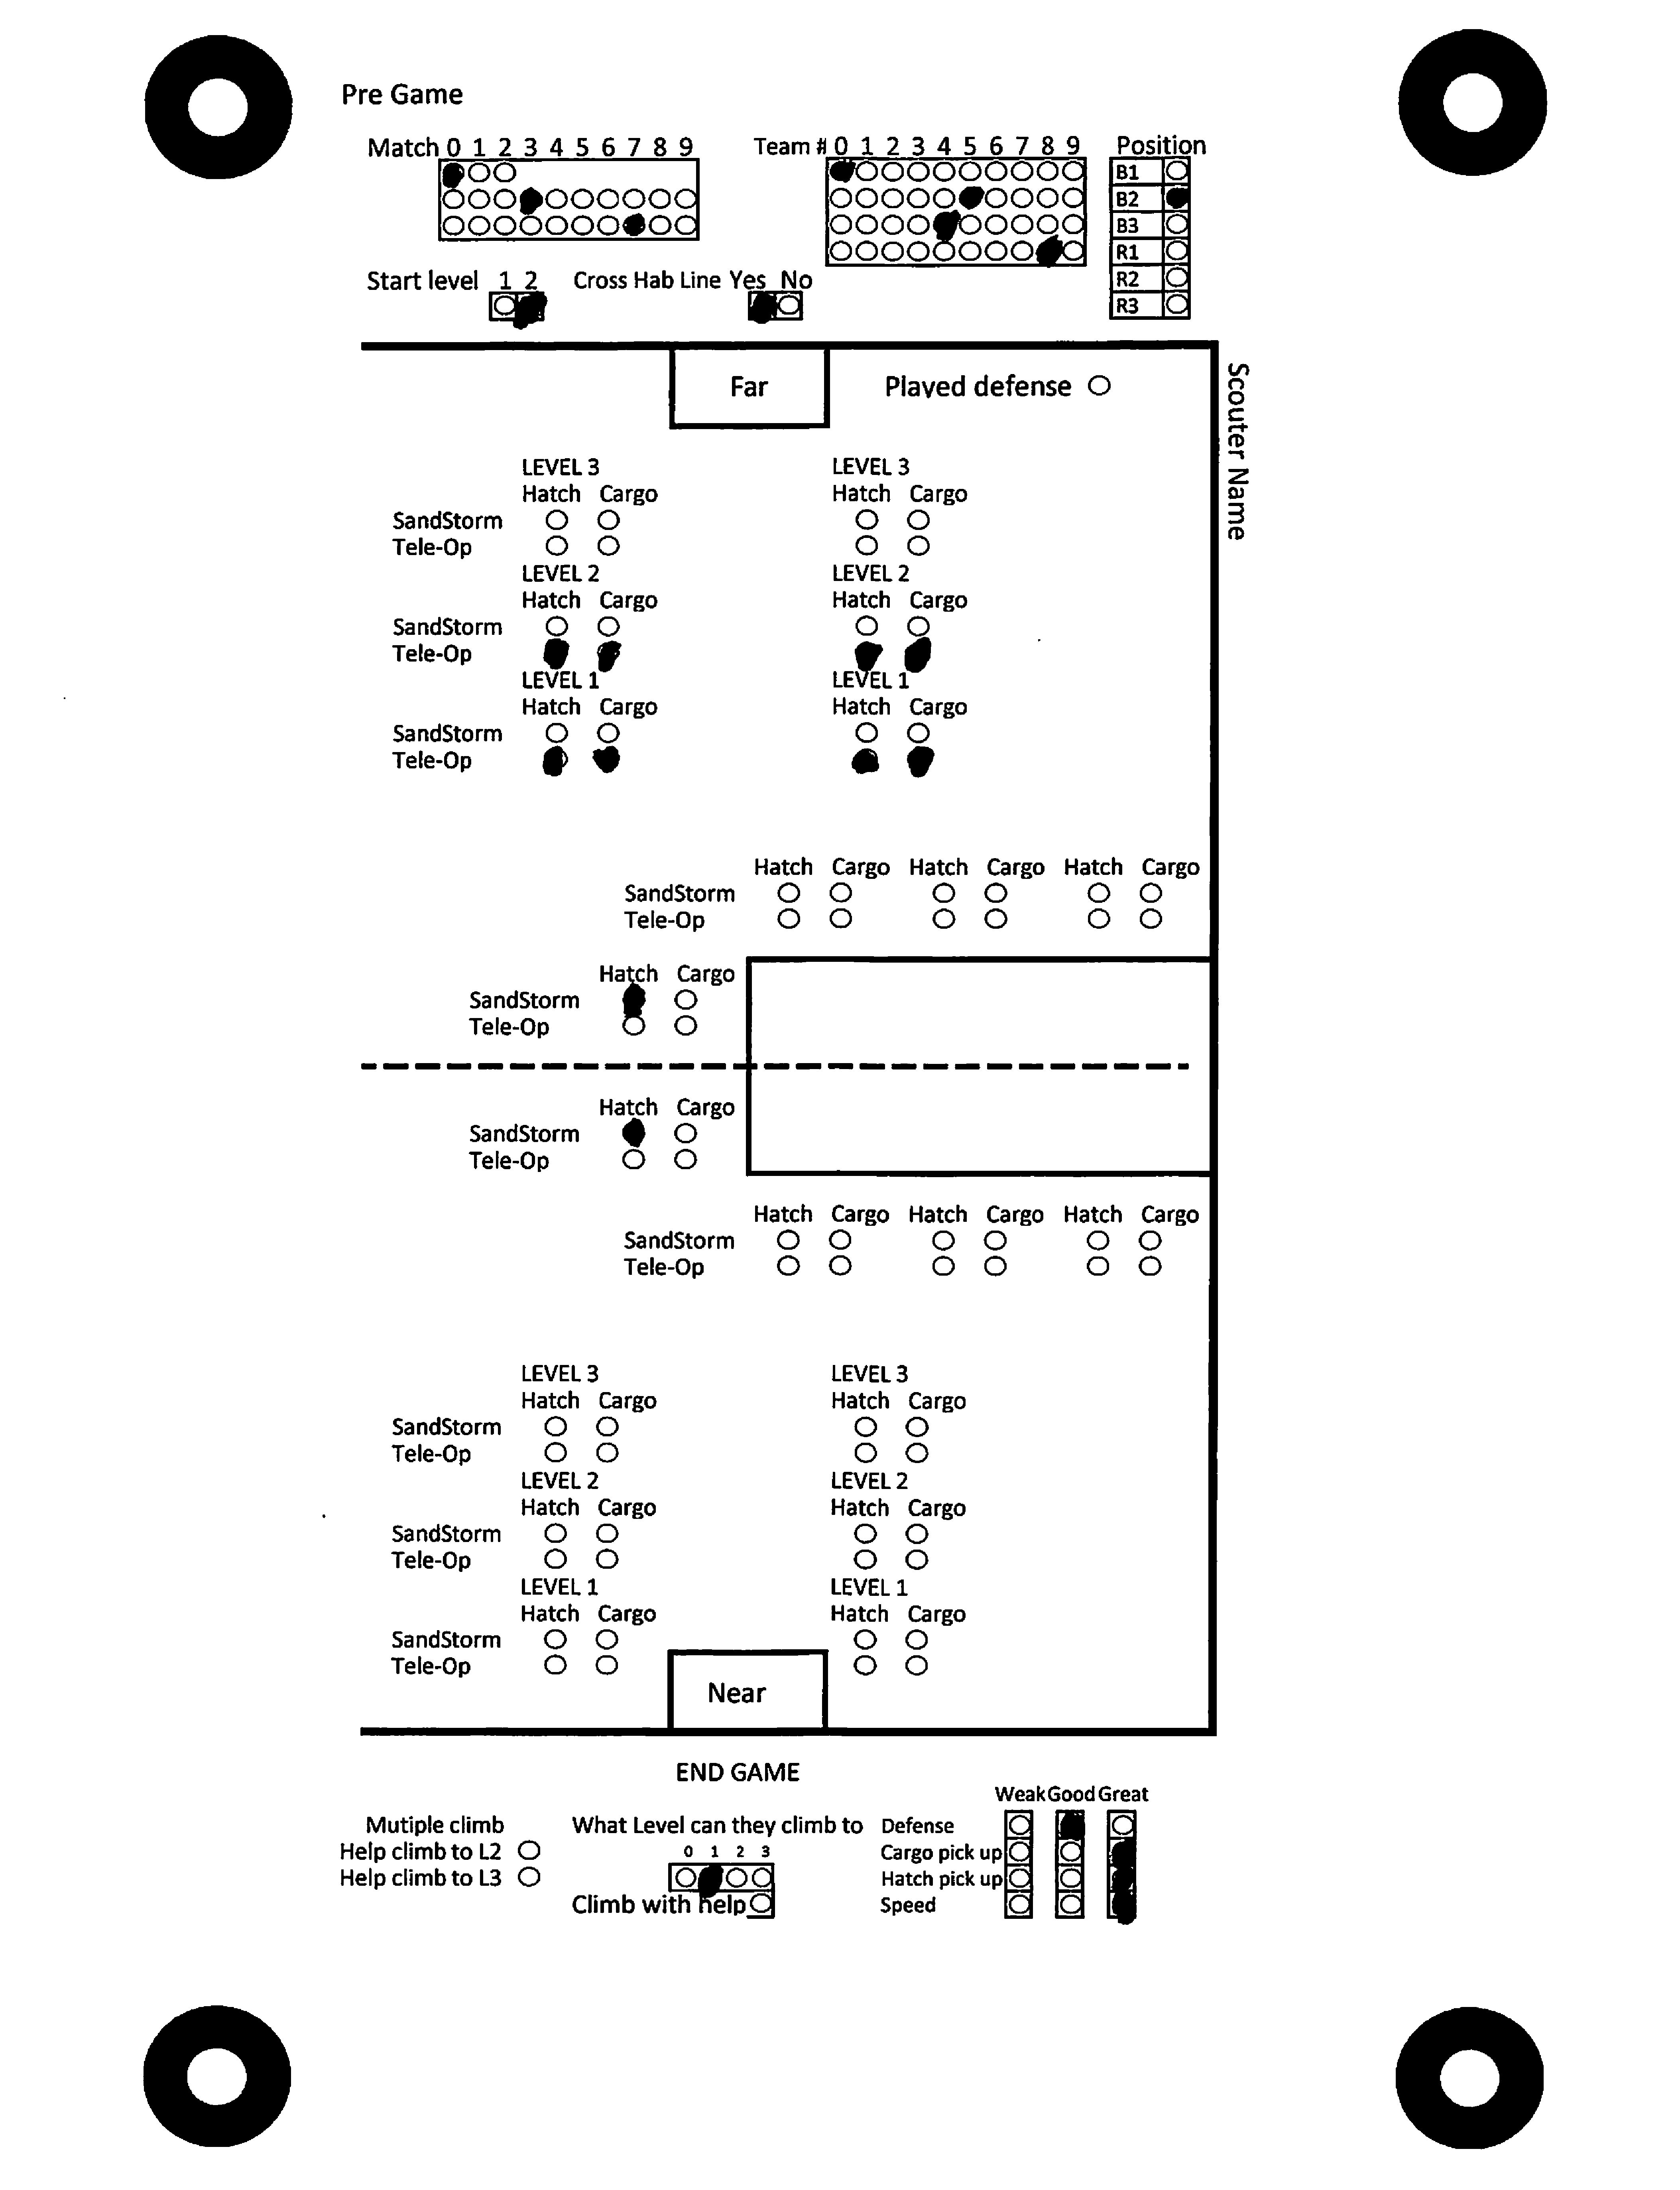 Pre Game
Match 0 1 2 3 4 5 6 7 8 9
Team # 0 1 2 3 4 5 6 7 8 9
Position
B1
B2
B3
R1
R2
R3
Start level 1 2
Cross Hab Line Yes No
Far
Played defense
Scouter Name
LEVEL 3 LEVEL 3
Hatch Cargo Hatch Cargo
SandStorm
Tele-Op
LEVEL 2 LEVEL 2
Hatch Cargo Hatch Cargo
SandStorm
Tele-Op
LEVEL 1 LEVEL 1
Hatch Cargo Hatch Cargo
SandStorm
Tele-Op
Hatch Cargo Hatch Cargo Hatch Cargo
SandStorm
Tele-Op
Hatch Cargo
SandStorm
Tele-Op
Hatch Cargo
SandStorm
Tele-Op
Hatch Cargo Hatch Cargo Hatch Cargo
SandStorm
Tele-Op
LEVEL 3 LEVEL 3
Hatch Cargo Hatch Cargo
SandStorm
Tele-Op
LEVEL 2 LEVEL 2
Hatch Cargo Hatch Cargo
SandStorm
Tele-Op
LEVEL 1 LEVEL 1
Hatch Cargo Hatch Cargo
SandStorm
Tele-Op
Near
END GAME
Mutiple climb
Help climb to L2
Help climb to L3
What Level can they climb to
0 1 2 3
Climb with help
Weak Good Great
Defense
Cargo pick up
Hatch pick up
Speed